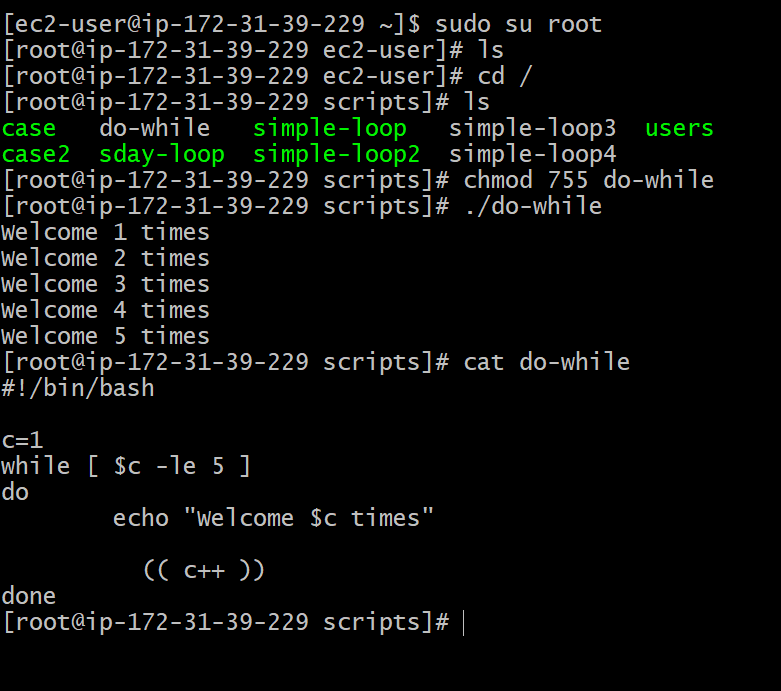 [ec2-user@ip-172-31-39-229 ~]$ sudo su root
[root@ip-172-31-39-229 ec2-user]# ls
[root@ip-172-31-39-229 ec2-user]# cd /
[root@ip-172-31-39-229 scripts]# ls
case   do-while   simple-loop   simple-loop3  users
case2  sday-loop  simple-loop2  simple-loop4
[root@ip-172-31-39-229 scripts]# chmod 755 do-while
[root@ip-172-31-39-229 scripts]# ./do-while
Welcome 1 times
Welcome 2 times
Welcome 3 times
Welcome 4 times
Welcome 5 times
[root@ip-172-31-39-229 scripts]# cat do-while
#!/bin/bash

c=1
while [ $c -le 5 ]
do
        echo "Welcome $c times"

          (( c++ ))
done
[root@ip-172-31-39-229 scripts]#